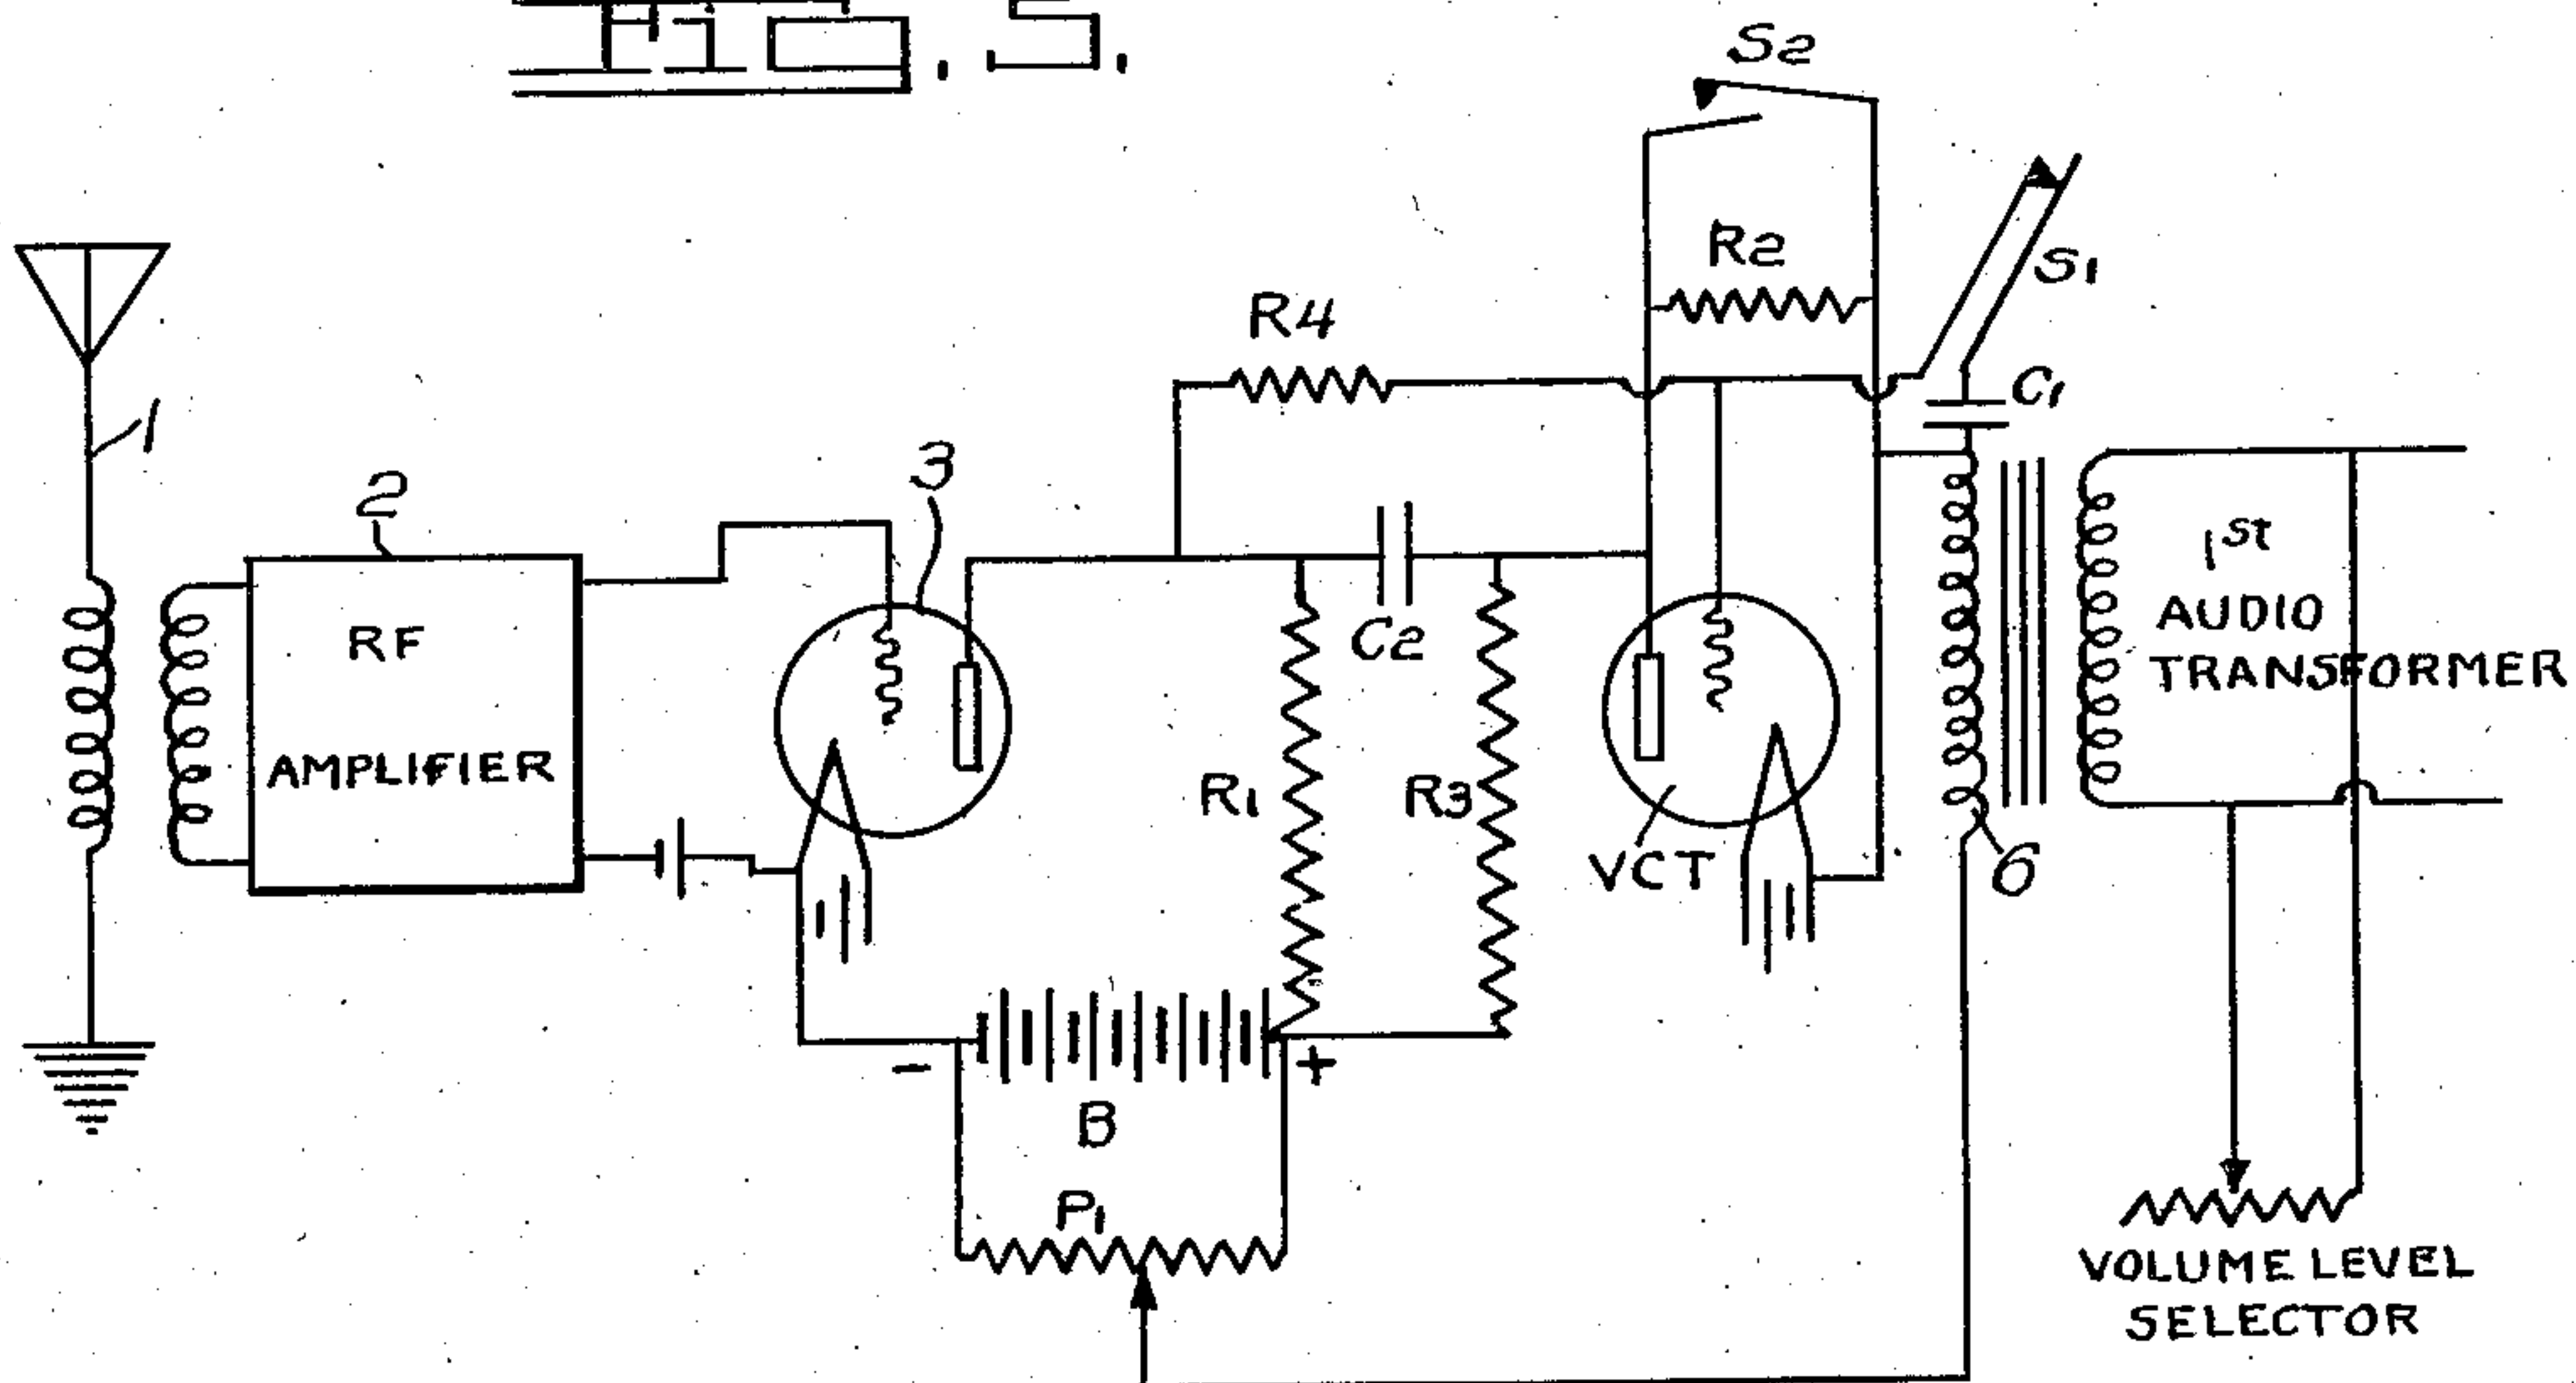 FIG. 5.
S2
R2
S1
R4
C1
1
2
3
RF
AMPLIFIER
C2
1st
AUDIO
TRANSFORMER
R1
R3
VCT
6
-
+
B
P1
VOLUME LEVEL
SELECTOR